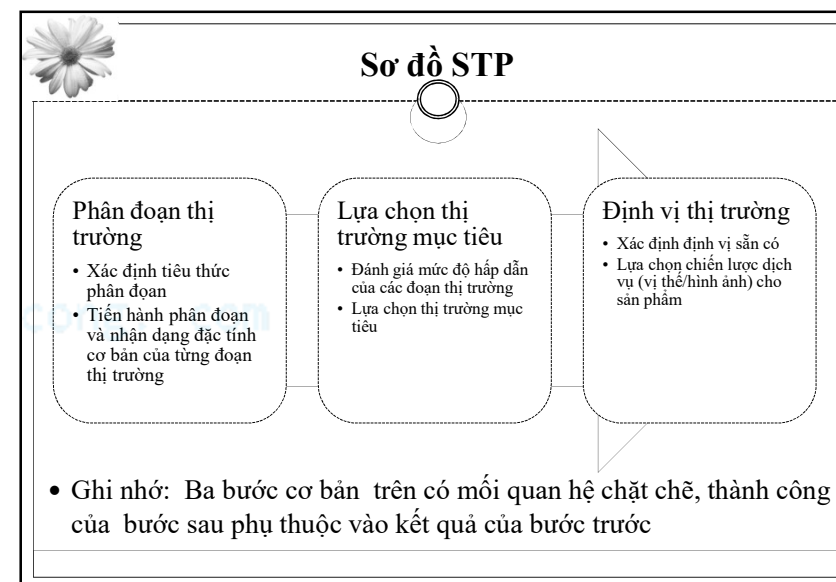 Sơ đồ STP
Phân đoạn thị
trường
• Xác định tiêu thức
phân đọan
• Tiến hành phân đoạn
và nhận dạng đặc tính
cơ bản của từng đoạn
thị trường
Lựa chọn thị
trường mục tiêu
• Đánh giá mức độ hấp dẫn
của các đoạn thị trường
• Lựa chọn thị trường mục
tiêu
Định vị thị trường
• Xác định định vị sẵn có
• Lựa chọn chiến lược dịch
vụ (vị thế/hình ảnh) cho
sản phẩm
• Ghi nhớ: Ba bước cơ bản trên có mối quan hệ chặt chẽ, thành công
của bước sau phụ thuộc vào kết quả của bước trước